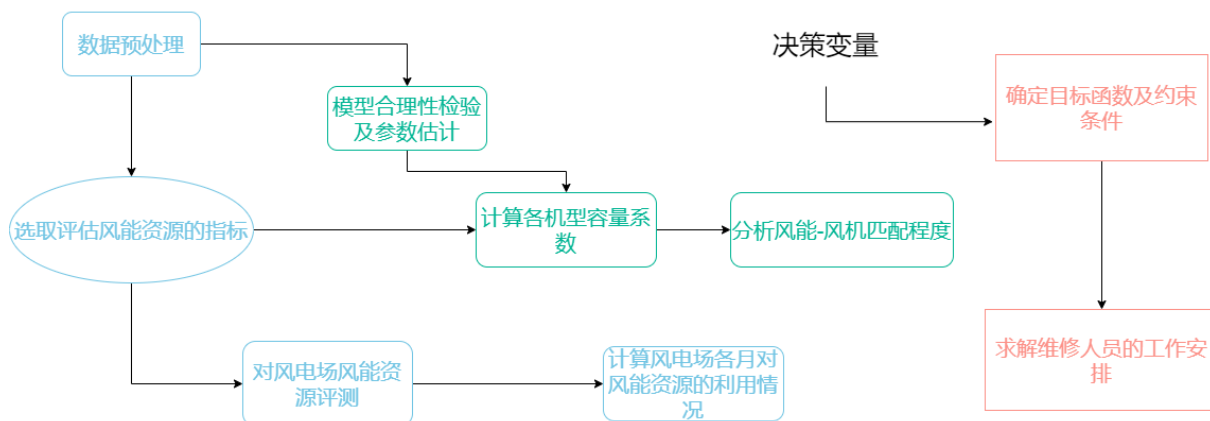 数据预处理
决策变量
模型合理性检验
及参数估计
确定目标函数及约束
条件
选取评估风能资源的指标
计算各机型容量系
数
分析风能-风机匹配程度
对风电场风能资
源评测
计算风电场各月对
风能资源的利用情
况
求解维修人员的工作安
排